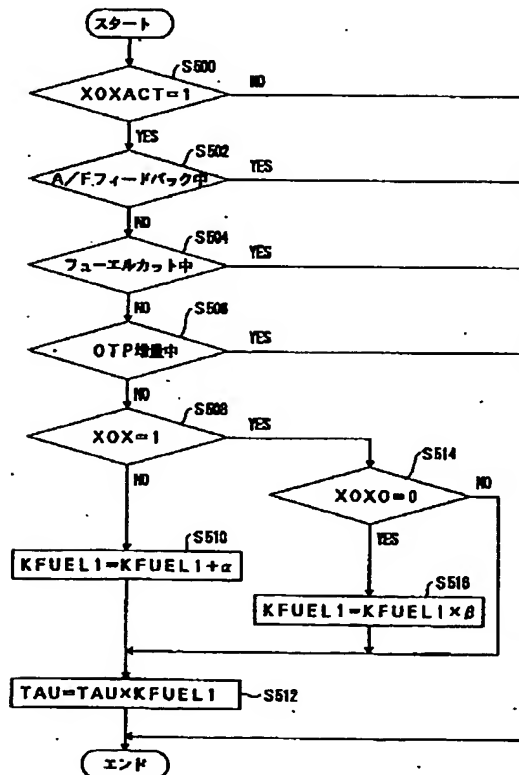 スタート
S500
XOXACT=1
NO
YES
S502
A/F.フィードバック中
YES
NO
S504
フューエルカット中
YES
NO
S506
OTP増量中
YES
NO
S508
XOX=1
YES
NO
S514
XOXO=0
NO
YES
S510
KFUEL1=KFUEL1+α
S516
KFUEL1=KFUEL1×β
TAU=TAU×KFUEL1
S512
エンド